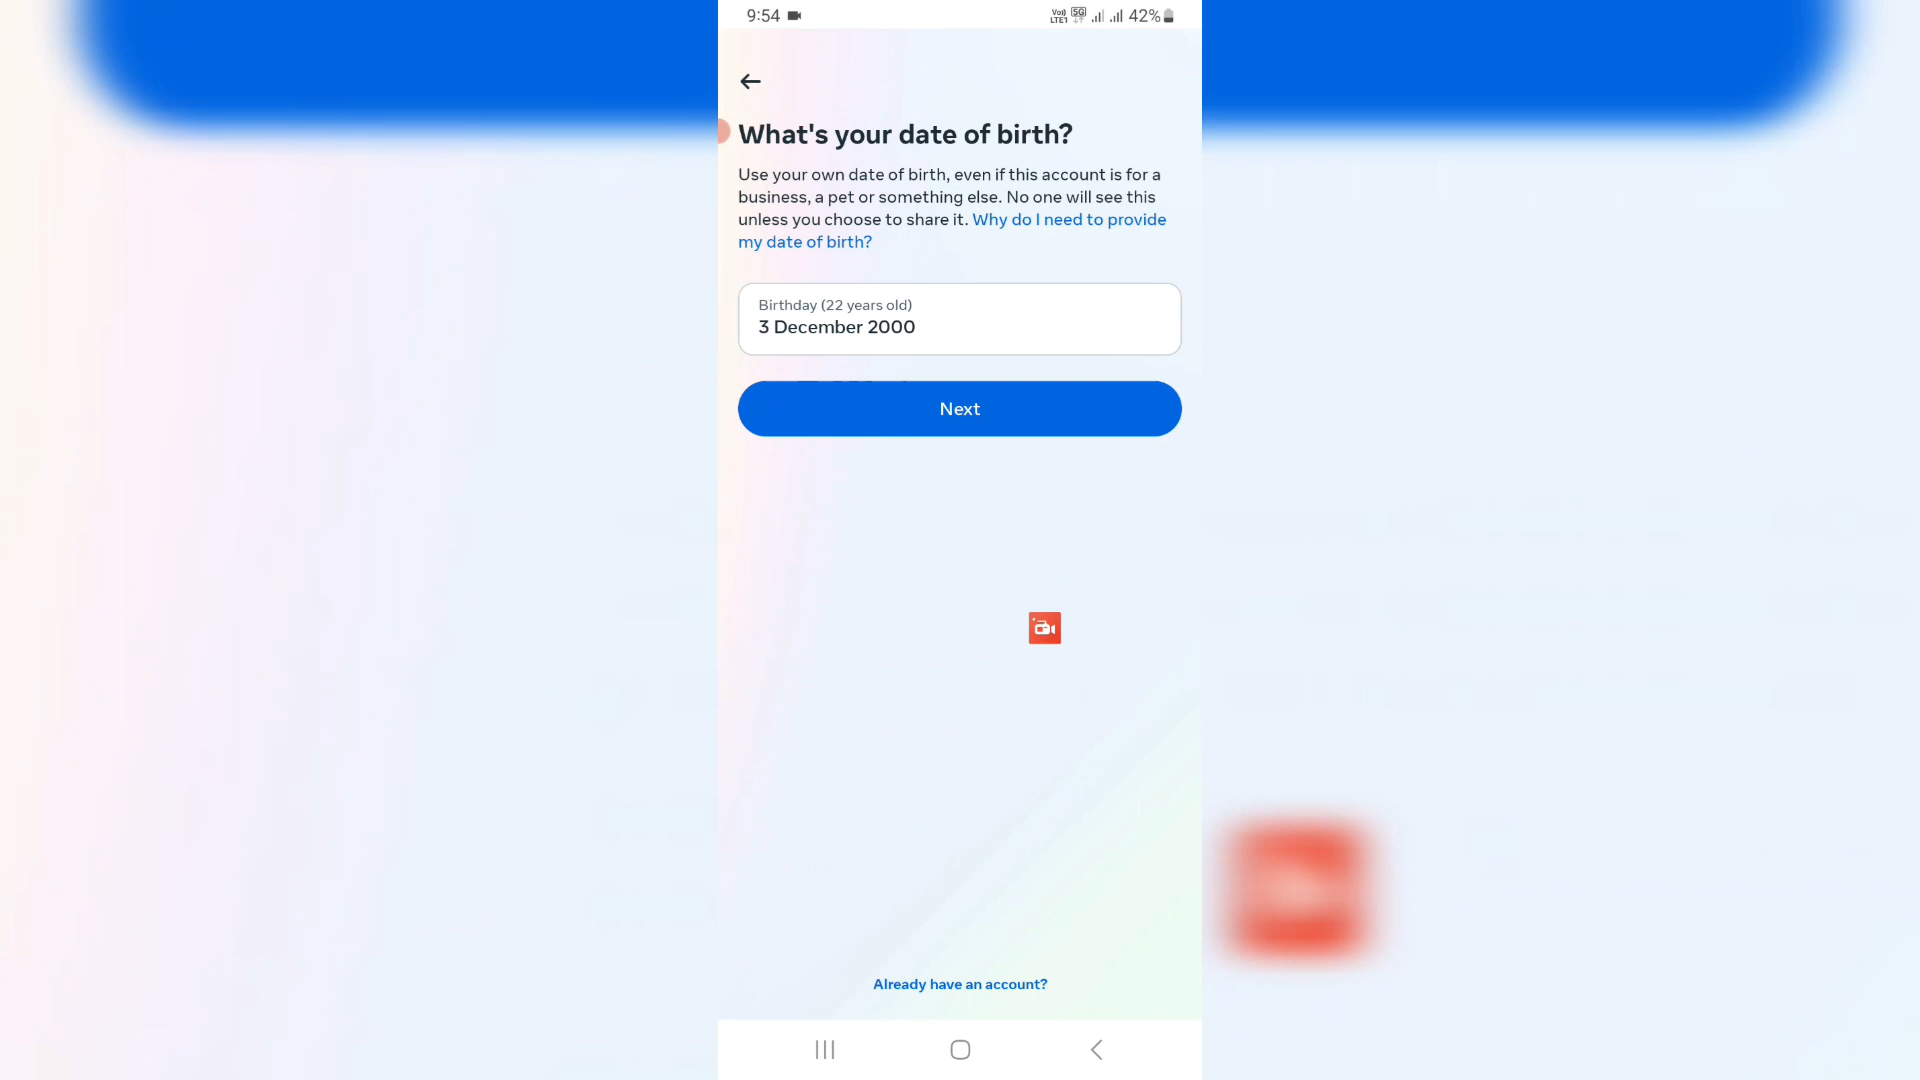 9:54
Vo)) LTE1 5G 42%
What's your date of birth?
Use your own date of birth, even if this account is for a
business, a pet or something else. No one will see this
unless you choose to share it. Why do I need to provide
my date of birth?
Birthday (22 years old)
3 December 2000
Next
Already have an account?